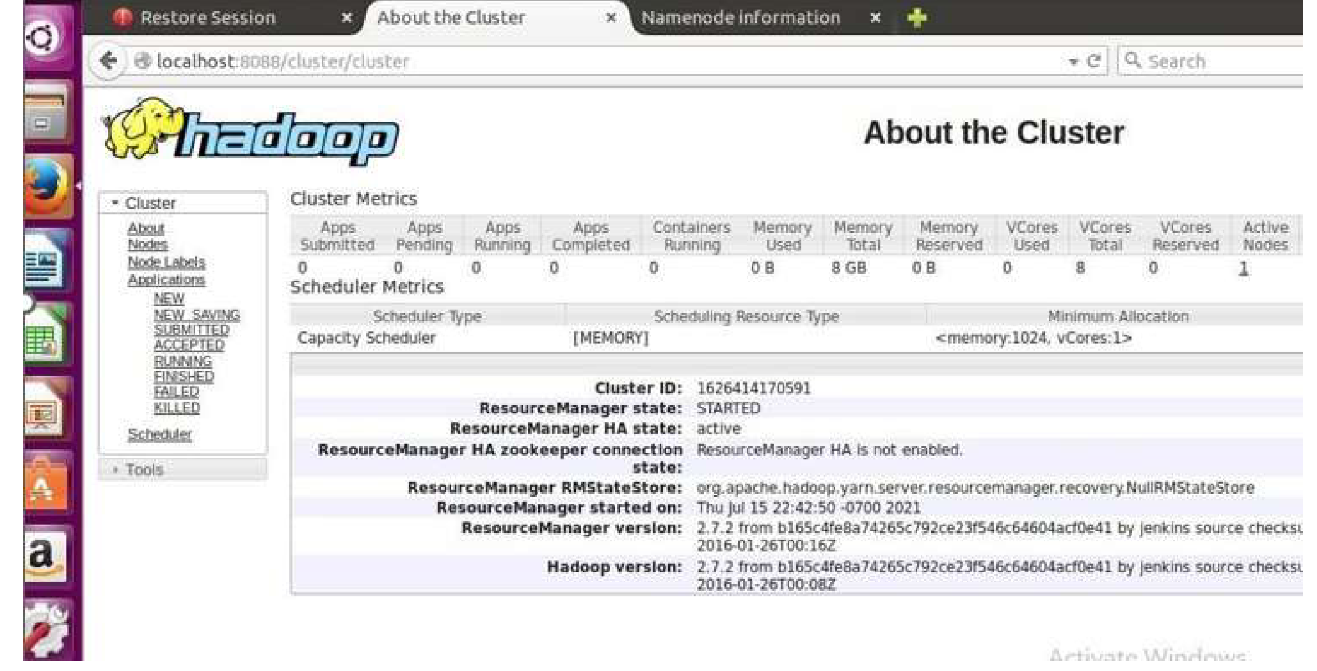 Restore Session × About the Cluster × Namenode information ×
localhost:8088/cluster/cluster Search
hadoop
About the Cluster
Cluster
About
Nodes
Node Labels
Applications
NEW
NEW_SAVING
SUBMITTED
ACCEPTED
RUNNING
FINISHED
FAILED
KILLED
Scheduler
Tools
Cluster Metrics
Apps Submitted Apps Pending Apps Running Apps Completed Containers Running Memory Used Memory Total Memory Reserved VCores Used VCores Total VCores Reserved Active Nodes
0 0 0 0 0 0 B 8 GB 0 B 0 8 0 1
Scheduler Metrics
Scheduler Type Scheduling Resource Type Minimum Allocation
Capacity Scheduler [MEMORY] <memory:1024, vCores:1>
Cluster ID: 1626414170591
ResourceManager state: STARTED
ResourceManager HA state: active
ResourceManager HA zookeeper connection state: ResourceManager HA is not enabled.
ResourceManager RMStateStore: org.apache.hadoop.yarn.server.resourcemanager.recovery.NullRMStateStore
ResourceManager started on: Thu Jul 15 22:42:50 -0700 2021
ResourceManager version: 2.7.2 from b165c4fe8a74265c792ce23f546c64604acf0e41 by jenkins source checksu
2016-01-26T00:16Z
Hadoop version: 2.7.2 from b165c4fe8a74265c792ce23f546c64604acf0e41 by jenkins source checksu
2016-01-26T00:08Z
Activate Windows